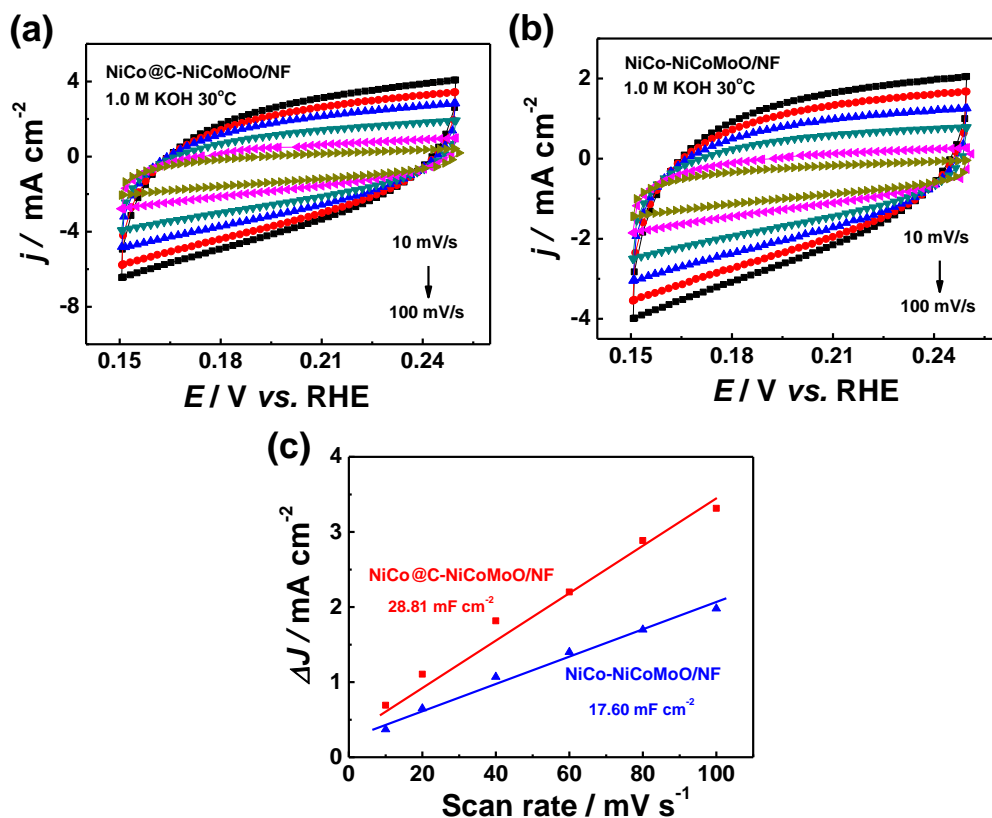 (a)
NiCo@C-NiCoMoO/NF
1.0 M KOH 30°C
10 mV/s
100 mV/s
4
0
-4
-8
0.15 0.18 0.21 0.24
j / mA cm⁻²
E / V vs. RHE
(b)
NiCo-NiCoMoO/NF
1.0 M KOH 30°C
10 mV/s
100 mV/s
2
0
-2
-4
0.15 0.18 0.21 0.24
j / mA cm⁻²
E / V vs. RHE
(c)
NiCo@C-NiCoMoO/NF
28.81 mF cm⁻²
NiCo-NiCoMoO/NF
17.60 mF cm⁻²
4
3
2
1
0
0 20 40 60 80 100
ΔJ / mA cm⁻²
Scan rate / mV s⁻¹